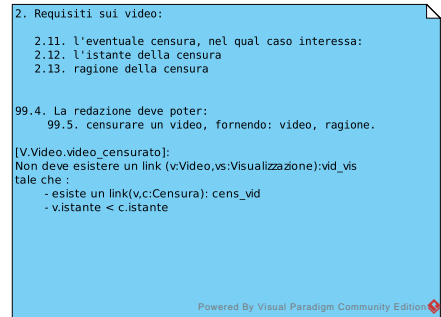 2. Requisiti sui video:
2.11. l'eventuale censura, nel qual caso interessa:
2.12. l'istante della censura
2.13. ragione della censura
99.4. La redazione deve poter:
99.5. censurare un video, fornendo: video, ragione.
[V.Video.video_censurato]:
Non deve esistere un link (v:Video,vs:Visualizzazione):vid_vis
tale che :
- esiste un link(v,c:Censura): cens_vid
- v.istante < c.istante
Powered By Visual Paradigm Community Edition